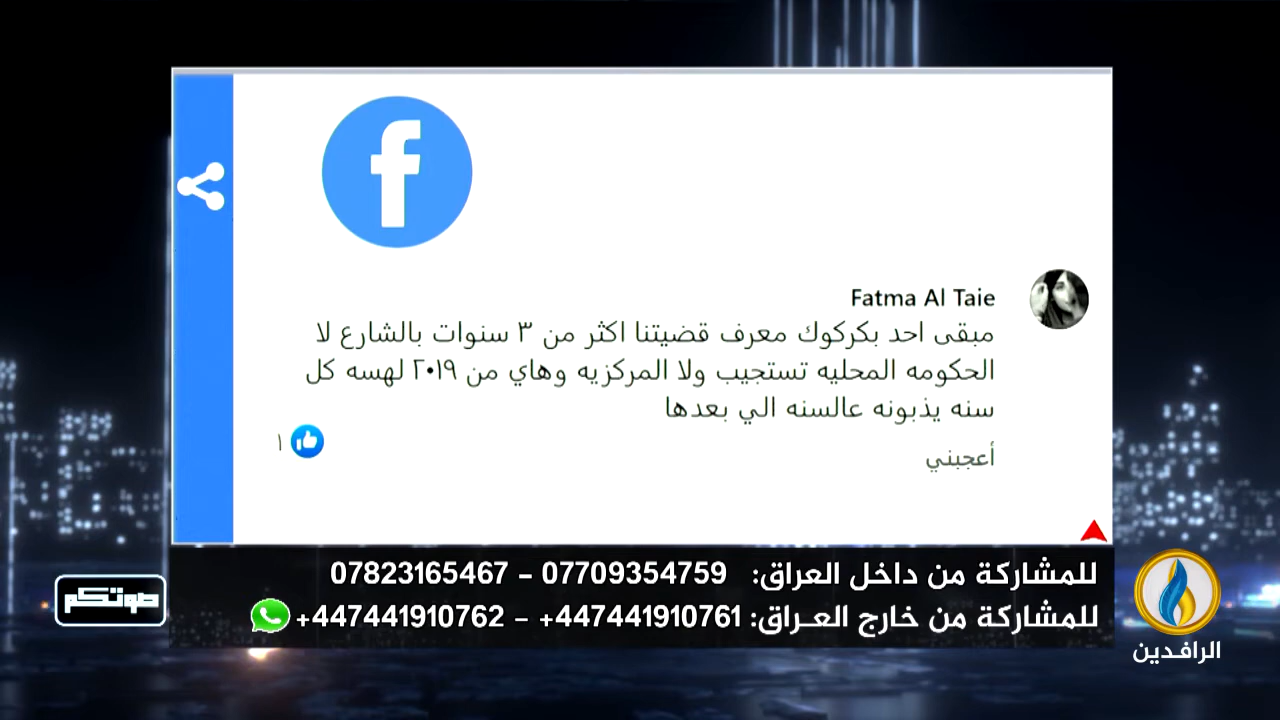 Fatma Al Taie
مبقى احد بكركوك معرف قضيتنا اكثر من ٣ سنوات بالشارع لا
الحكومه المحليه تستجيب ولا المركزيه وهاي من ٢٠١٩ لهسه كل
سنه يذبونه عالسنه الي بعدها
١
أعجبني
للمشاركة من داخل العراق: 07709354759 - 07823165467
للمشاركة من خارج العـراق: 447441910761+ - 447441910762+
صوتكم
الرافدين